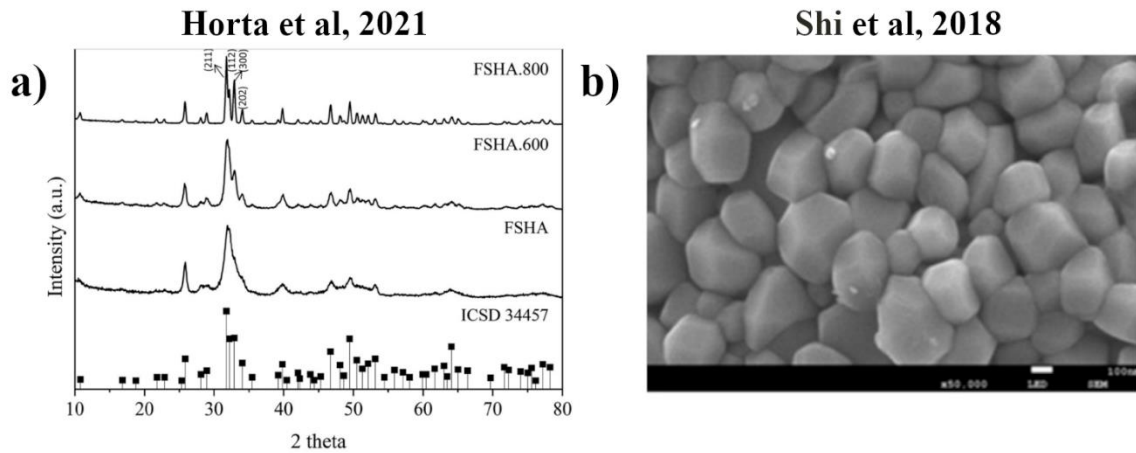 Horta et al, 2021
Shi et al, 2018
a)
(211)
(112)
(300)
(202)
FSHA.800
FSHA.600
FSHA
ICSD 34457
Intensity (a.u.)
10 20 30 40 50 60 70 80
2 theta
b)
x50,000 LED SEM
100n